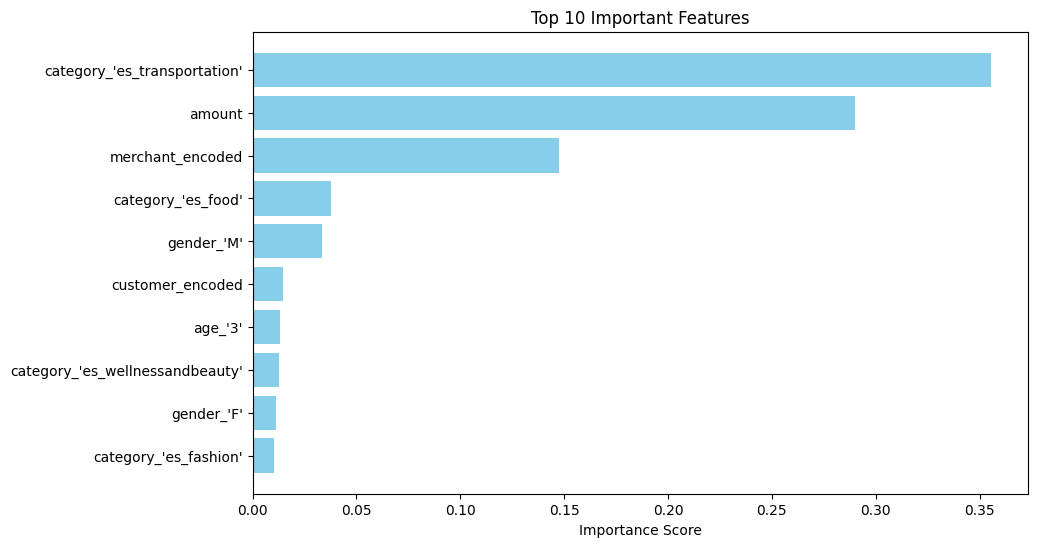 Top 10 Important Features
category_'es_transportation'
amount
merchant_encoded
category_'es_food'
gender_'M'
customer_encoded
age_'3'
category_'es_wellnessandbeauty'
gender_'F'
category_'es_fashion'
0.00 0.05 0.10 0.15 0.20 0.25 0.30 0.35
Importance Score